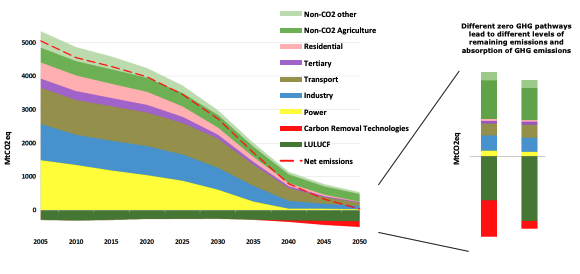 Non-CO2 other
Non-CO2 Agriculture
Residential
Tertiary
Transport
Industry
Power
Carbon Removal Technologies
LULUCF
Net emissions
MtCO2eq
5000
4000
3000
2000
1000
0
2005 2010 2015 2020 2025 2030 2035 2040 2045 2050
Different zero GHG pathways
lead to different levels of
remaining emissions and
absorption of GHG emissions
MtCO2eq